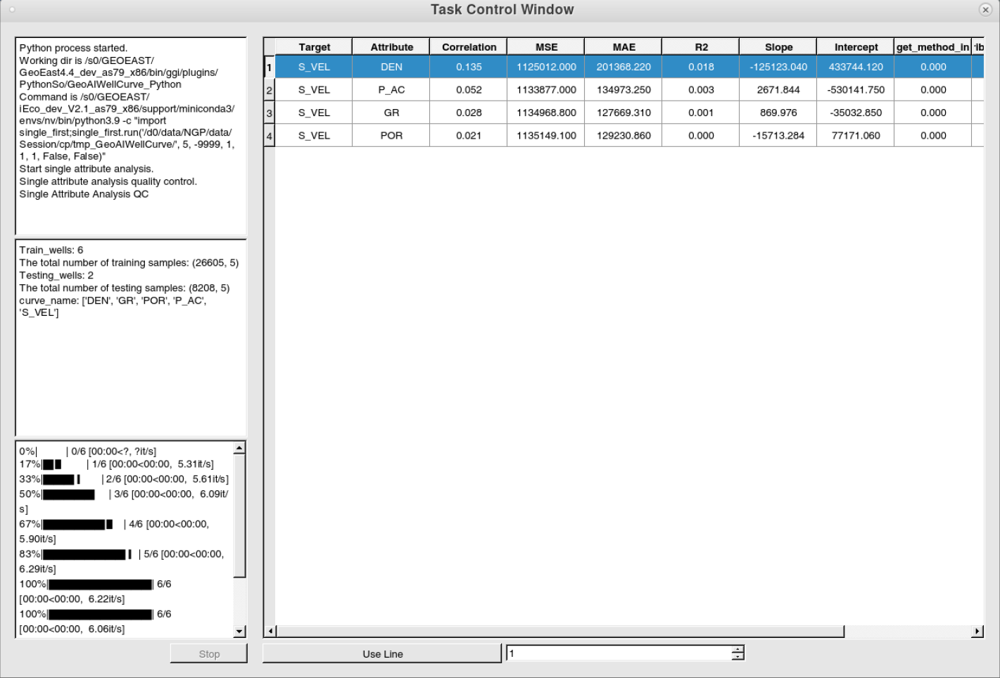 Task Control Window
Python process started.
Working dir is /s0/GEOEAST/
GeoEast4.4_dev_as79_x86/bin/ggi/plugins/
PythonSo/GeoAIWellCurve_Python
Command is /s0/GEOEAST/
iEco_dev_V2.1_as79_x86/support/miniconda3/
envs/nv/bin/python3.9 -c "import
single_first;single_first.run('/d0/data/NGP/data/
Session/cp/tmp_GeoAIWellCurve/', 5, -9999, 1,
1, 1, False, False)"
Start single attribute analysis.
Single attribute analysis quality control.
Single Attribute Analysis QC
Train_wells: 6
The total number of training samples: (26605, 5)
Testing_wells: 2
The total number of testing samples: (8208, 5)
curve_name: ['DEN', 'GR', 'POR', 'P_AC',
'S_VEL']
0%| | 0/6 [00:00<?, ?it/s]
17%| | 1/6 [00:00<00:00, 5.31it/s]
33%| | 2/6 [00:00<00:00, 5.61it/s]
50%| | 3/6 [00:00<00:00, 6.09it/
s]
67%| | 4/6 [00:00<00:00,
5.90it/s]
83%| | 5/6 [00:00<00:00,
6.29it/s]
100%| | 6/6
[00:00<00:00, 6.22it/s]
100%| | 6/6
[00:00<00:00, 6.06it/s]
Stop
Target Attribute Correlation MSE MAE R2 Slope Intercept get_method_in rib
1 S_VEL DEN 0.135 1125012.000 201368.220 0.018 -125123.040 433744.120 0.000
2 S_VEL P_AC 0.052 1133877.000 134973.250 0.003 2671.844 -530141.750 0.000
3 S_VEL GR 0.028 1134968.800 127669.310 0.001 869.976 -35032.850 0.000
4 S_VEL POR 0.021 1135149.100 129230.860 0.000 -15713.284 77171.060 0.000
Use Line
1